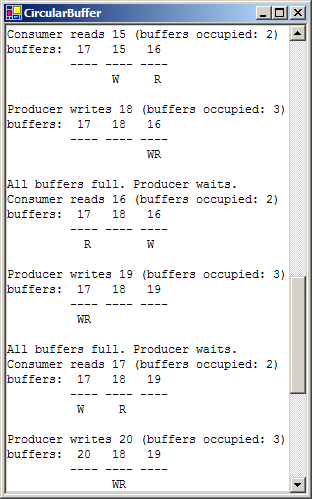 CircularBuffer
Consumer reads 15 (buffers occupied: 2)
buffers:  17   15   16
         ---- ---- ----
               W     R
Producer writes 18 (buffers occupied: 3)
buffers:  17   18   16
         ---- ---- ----
                    WR
All buffers full. Producer waits.
Consumer reads 16 (buffers occupied: 2)
buffers:  17   18   16
         ---- ---- ----
           R        W
Producer writes 19 (buffers occupied: 3)
buffers:  17   18   19
         ---- ---- ----
          WR
All buffers full. Producer waits.
Consumer reads 17 (buffers occupied: 2)
buffers:  17   18   19
         ---- ---- ----
          W     R
Producer writes 20 (buffers occupied: 3)
buffers:  20   18   19
         ---- ---- ----
               WR